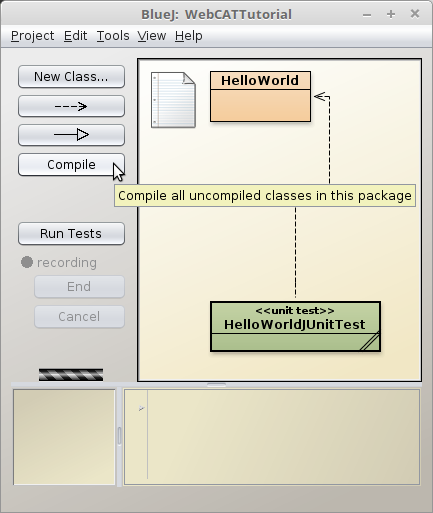 BlueJ: WebCATTutorial
Project Edit Tools View Help
New Class...
Compile
Run Tests
recording
End
Cancel
HelloWorld
Compile all uncompiled classes in this package
<<unit test>>
HelloWorldJUnitTest